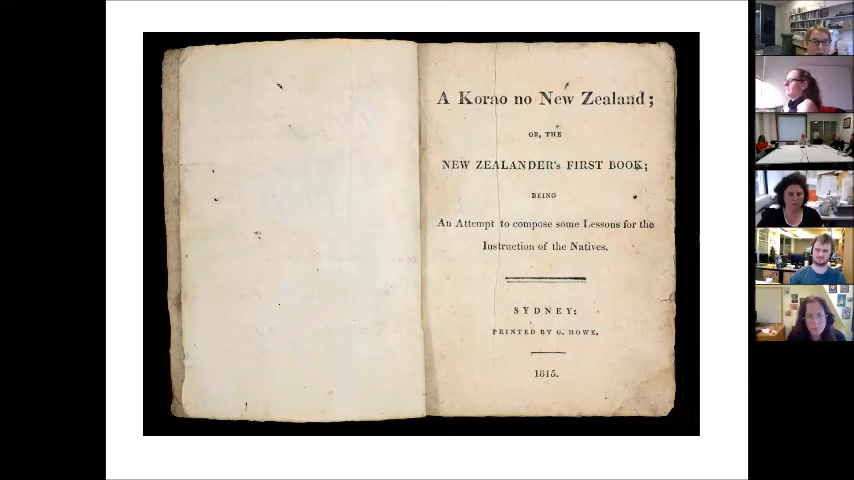 A Korao no New Zealand;
OR, THE
NEW ZEALANDER's FIRST BOOK;
BEING
An Attempt to compose some Lessons for the
Instruction of the Natives.
SYDNEY:
PRINTED BY G. HOWE.
1815.